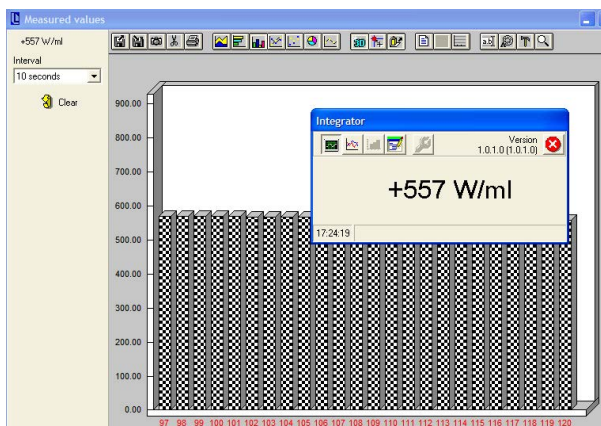 Measured values
+557 W/ml
Interval
10 seconds
Clear
3D
a.b.
900.00
800.00
700.00
600.00
500.00
400.00
300.00
200.00
100.00
0.00
97 98 99 100 101 102 103 104 105 106 107 108 109 110 111 112 113 114 115 116 117 118 119 120
Integrator
Version
1.0.1.0 (1.0.1.0)
+557 W/ml
17:24:19